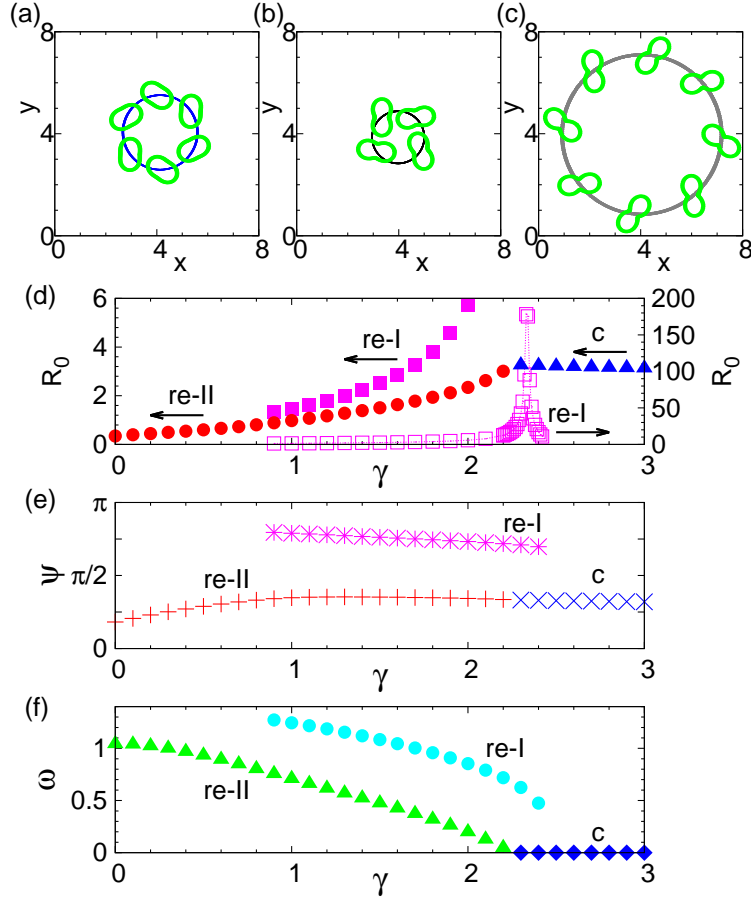 (a) (b) (c)
8 8 8
y y y
4 4 4
0 0 0
0 4 8 0 4 8 0 4 8
x x x
(d)
6 200
c
re-I
4 150
R0 100 R0
re-II re-I
2 50
0 0
0 1 2 3
γ
(e)
π
re-I
ψ π/2 re-II c
0
0 1 2 3
γ
(f)
1 re-I
ω 0.5 re-II
c
0
0 1 2 3
γ